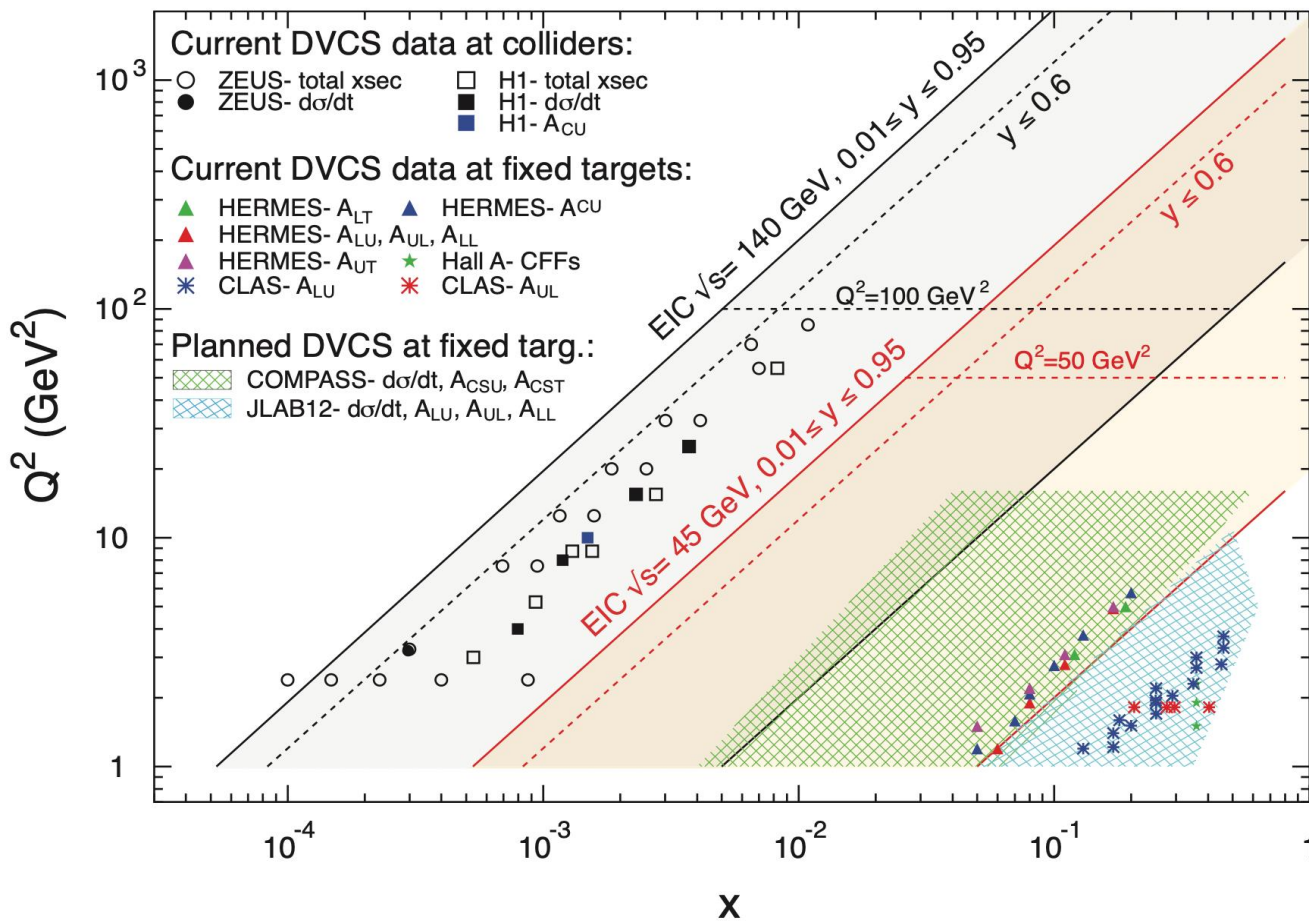 Current DVCS data at colliders:
ZEUS- total xsec
H1- total xsec
ZEUS- dσ/dt
H1- dσ/dt
H1- A_CU
Current DVCS data at fixed targets:
HERMES- A_LT
HERMES- A^CU
HERMES- A_LU, A_UL, A_LL
HERMES- A_UT
Hall A- CFFs
CLAS- A_LU
CLAS- A_UL
Planned DVCS at fixed targ.:
COMPASS- dσ/dt, A_CSU, A_CST
JLAB12- dσ/dt, A_LU, A_UL, A_LL
EIC √s= 140 GeV, 0.01≤ y ≤ 0.95
y ≤ 0.6
y ≤ 0.6
Q²=100 GeV²
EIC √s= 45 GeV, 0.01≤ y ≤ 0.95
Q²=50 GeV²
Q² (GeV²)
10³
10²
10
1
10⁻⁴
10⁻³
10⁻²
10⁻¹
1
x